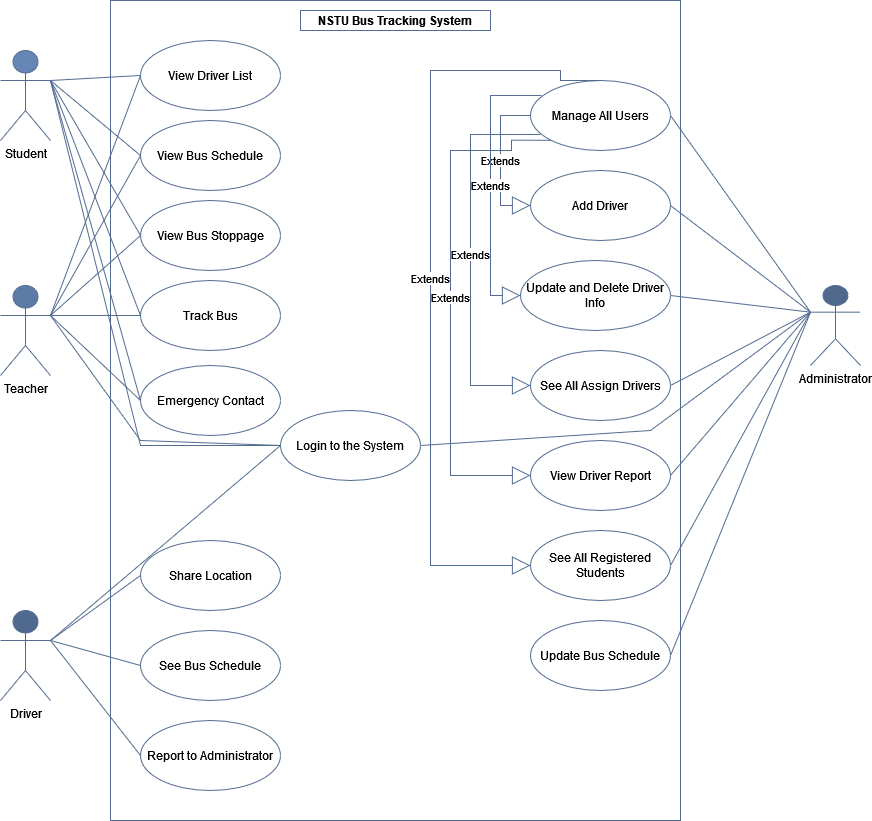 NSTU Bus Tracking System
Student
Teacher
Driver
View Driver List
View Bus Schedule
View Bus Stoppage
Track Bus
Emergency Contact
Login to the System
Share Location
See Bus Schedule
Report to Administrator
Manage All Users
Extends
Extends
Extends
Extends
Extends
Add Driver
Update and Delete Driver
Info
See All Assign Drivers
View Driver Report
See All Registered
Students
Update Bus Schedule
Administrator